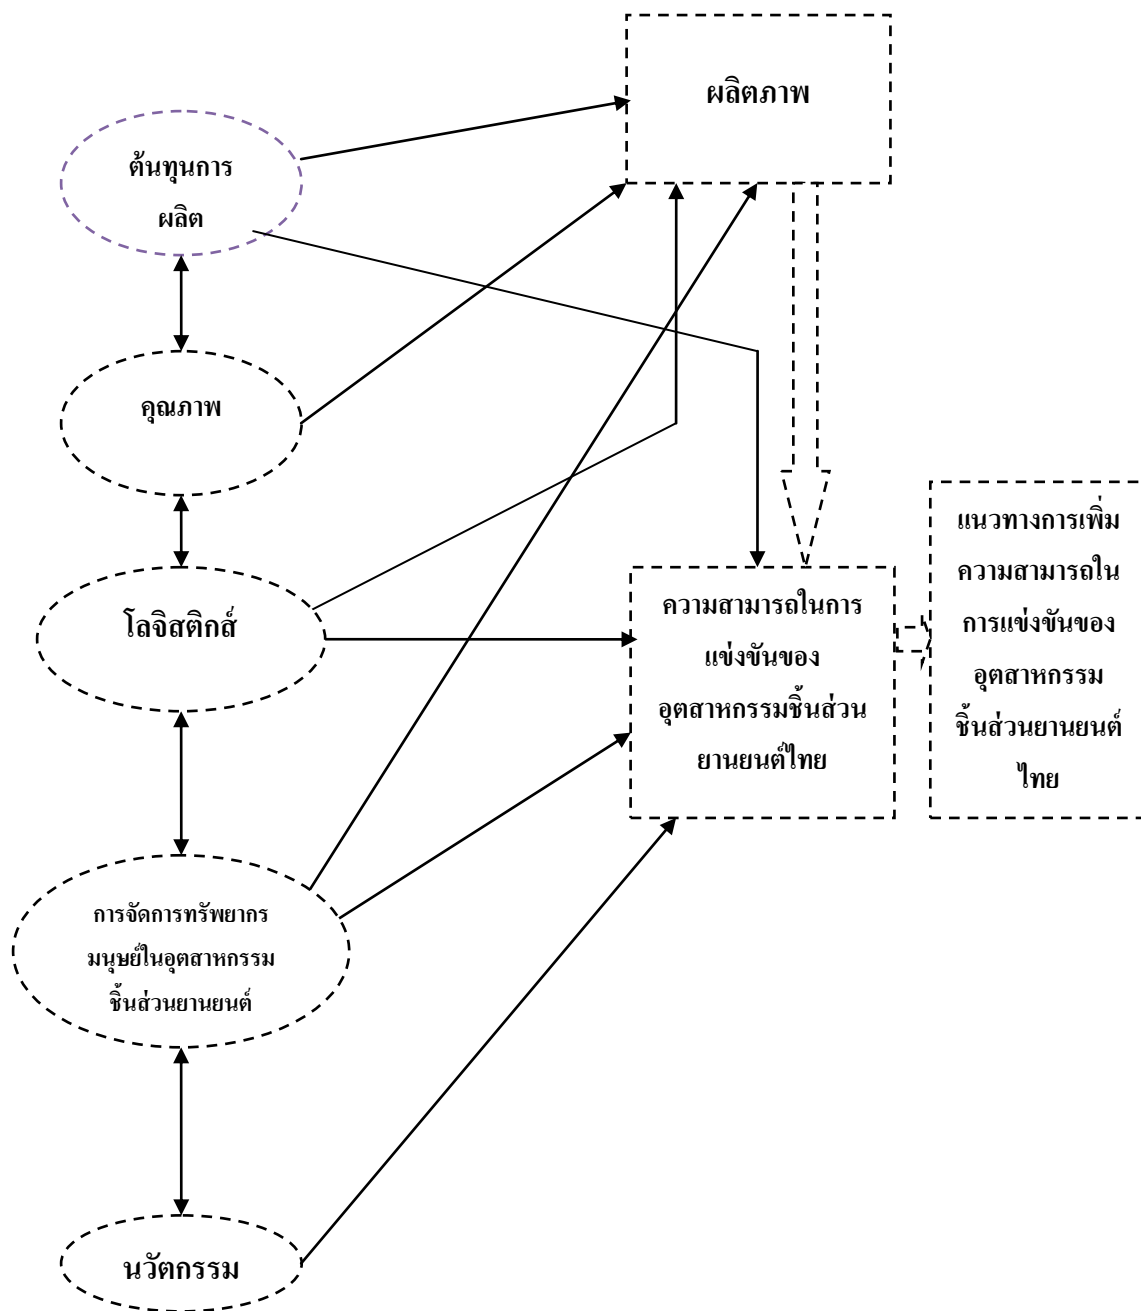 ผลิตภาพ
ต้นทุนการ
ผลิต
คุณภาพ
โลจิสติกส์
ความสามารถในการ
แข่งขันของ
อุตสาหกรรมชิ้นส่วน
ยานยนต์ไทย
แนวทางการเพิ่ม
ความสามารถใน
การแข่งขันของ
อุตสาหกรรม
ชิ้นส่วนยานยนต์
ไทย
การจัดการทรัพยากร
มนุษย์ในอุตสาหกรรม
ชิ้นส่วนยานยนต์
นวัตกรรม